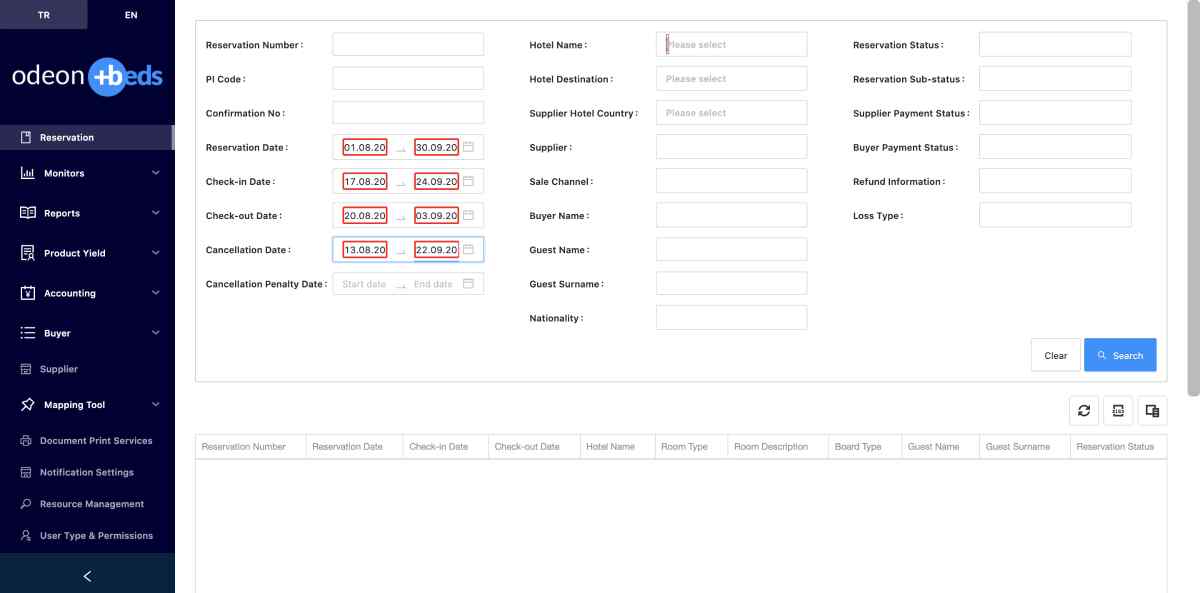 TR
EN
odeon +beds
Reservation
Monitors
Reports
Product Yield
Accounting
Buyer
Supplier
Mapping Tool
Document Print Services
Notification Settings
Resource Management
User Type & Permissions
Reservation Number :
PI Code :
Confirmation No :
Reservation Date : 01.08.20 → 30.09.20
Check-in Date : 17.08.20 → 24.09.20
Check-out Date : 20.08.20 → 03.09.20
Cancellation Date : 13.08.20 → 22.09.20
Cancellation Penalty Date : Start date → End date
Hotel Name : Please select
Hotel Destination : Please select
Supplier Hotel Country : Please select
Supplier :
Sale Channel :
Buyer Name :
Guest Name :
Guest Surname :
Nationality :
Reservation Status :
Reservation Sub-status :
Supplier Payment Status :
Buyer Payment Status :
Refund Information :
Loss Type :
Clear
Search
Reservation Number Reservation Date Check-in Date Check-out Date Hotel Name Room Type Room Description Board Type Guest Name Guest Surname Reservation Status